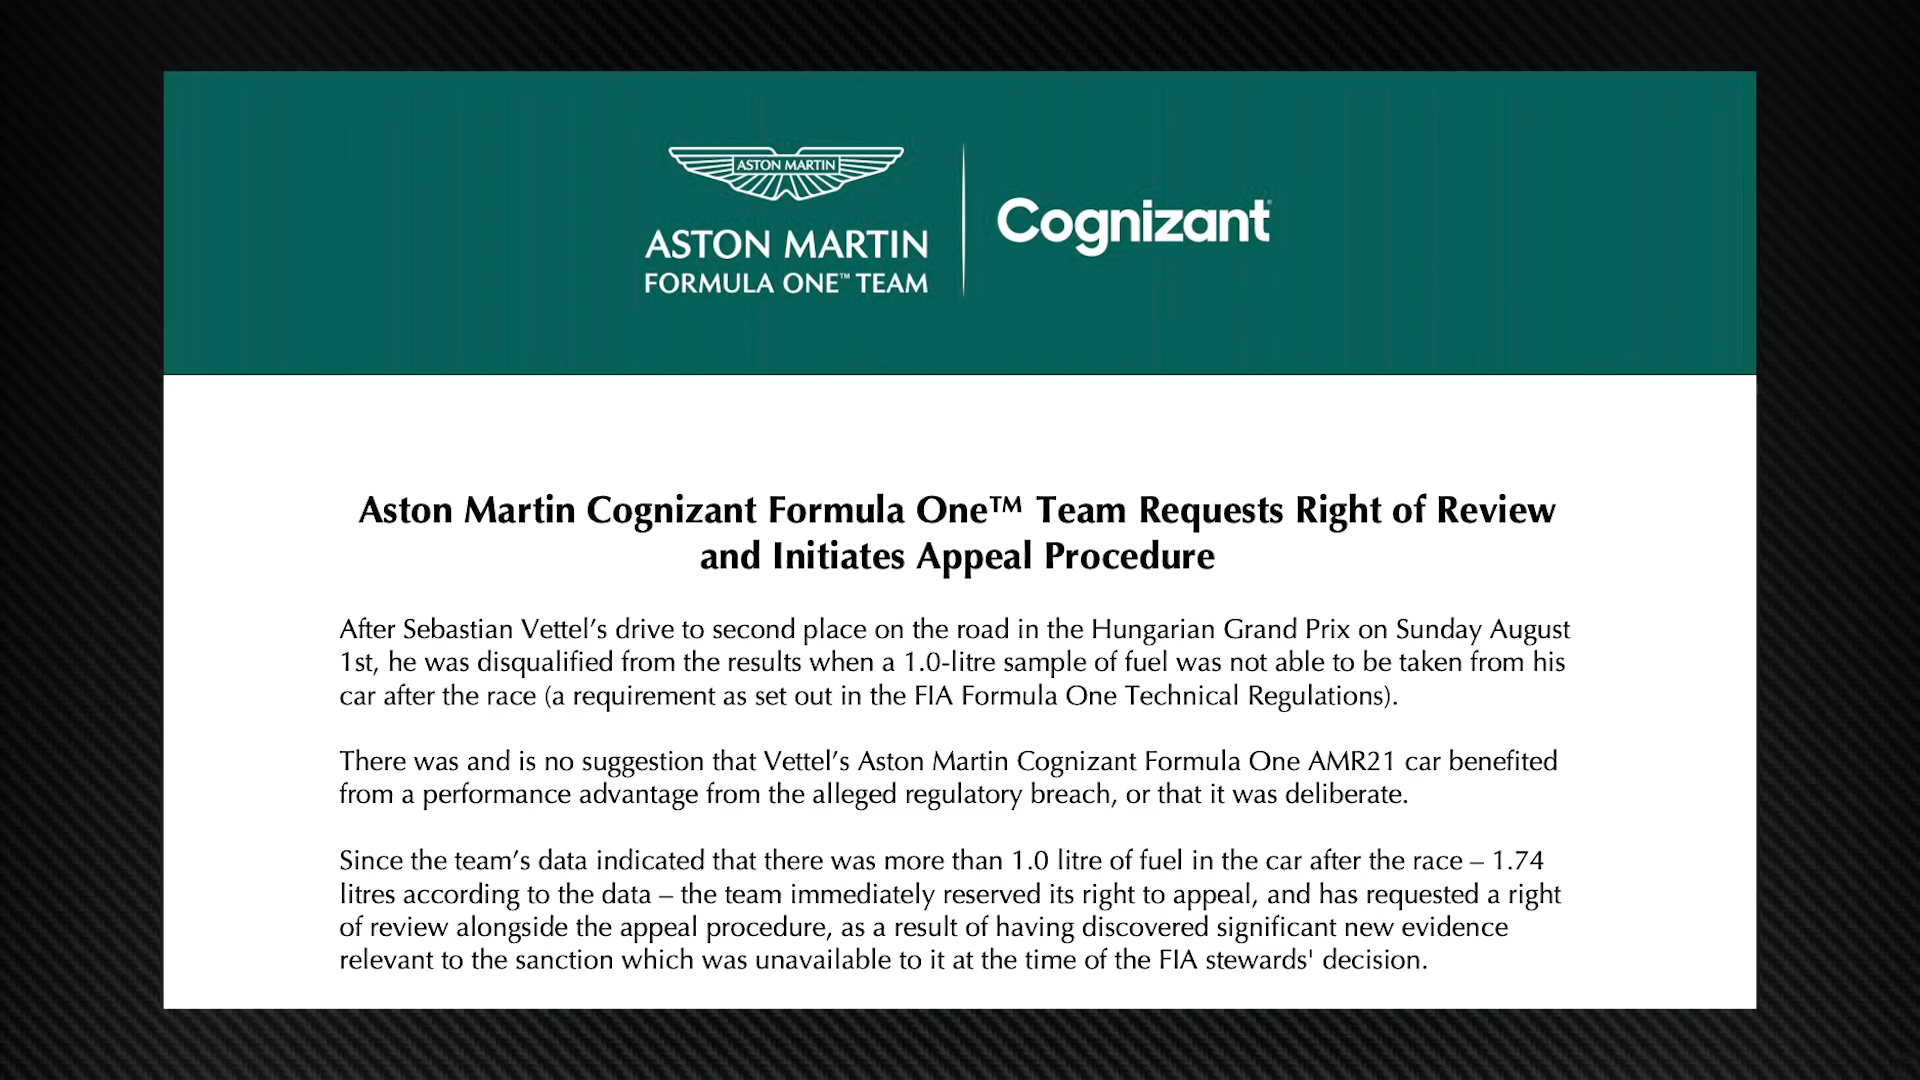 ASTON MARTIN
ASTON MARTIN
FORMULA ONE™ TEAM
Cognizant
Aston Martin Cognizant Formula One™ Team Requests Right of Review
and Initiates Appeal Procedure
After Sebastian Vettel’s drive to second place on the road in the Hungarian Grand Prix on Sunday August
1st, he was disqualified from the results when a 1.0-litre sample of fuel was not able to be taken from his
car after the race (a requirement as set out in the FIA Formula One Technical Regulations).
There was and is no suggestion that Vettel’s Aston Martin Cognizant Formula One AMR21 car benefited
from a performance advantage from the alleged regulatory breach, or that it was deliberate.
Since the team’s data indicated that there was more than 1.0 litre of fuel in the car after the race – 1.74
litres according to the data – the team immediately reserved its right to appeal, and has requested a right
of review alongside the appeal procedure, as a result of having discovered significant new evidence
relevant to the sanction which was unavailable to it at the time of the FIA stewards' decision.